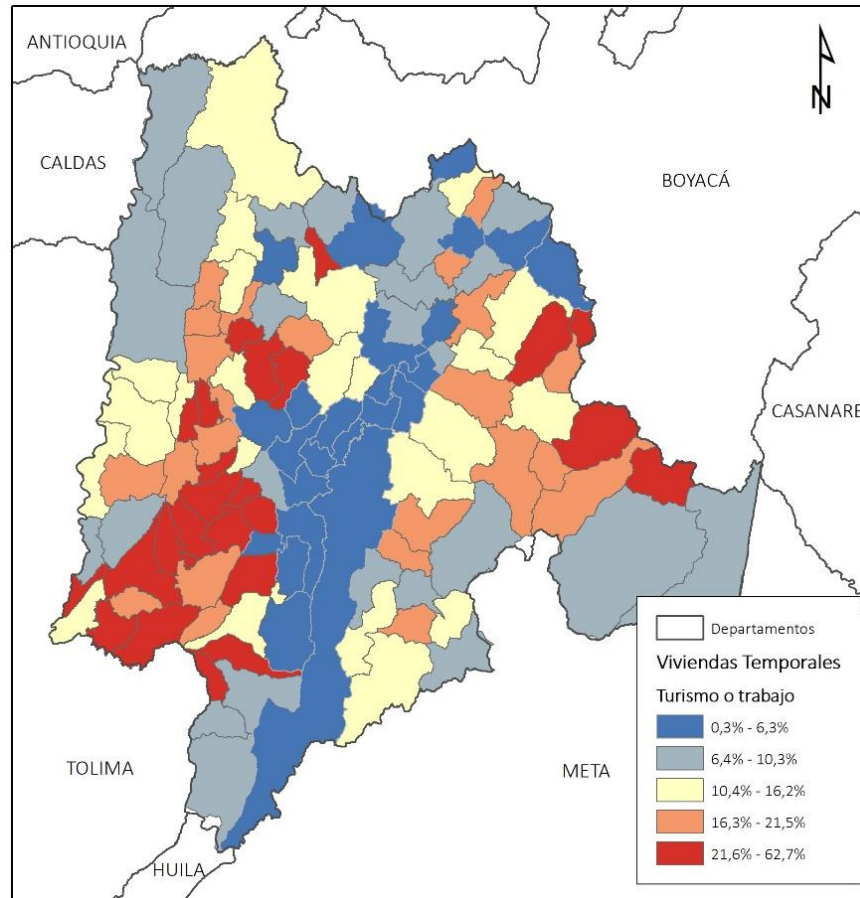 ANTIOQUIA
N
CALDAS
BOYACÁ
CASANARE
TOLIMA
META
HUILA
Departamentos
Viviendas Temporales
Turismo o trabajo
0,3% - 6,3%
6,4% - 10,3%
10,4% - 16,2%
16,3% - 21,5%
21,6% - 62,7%